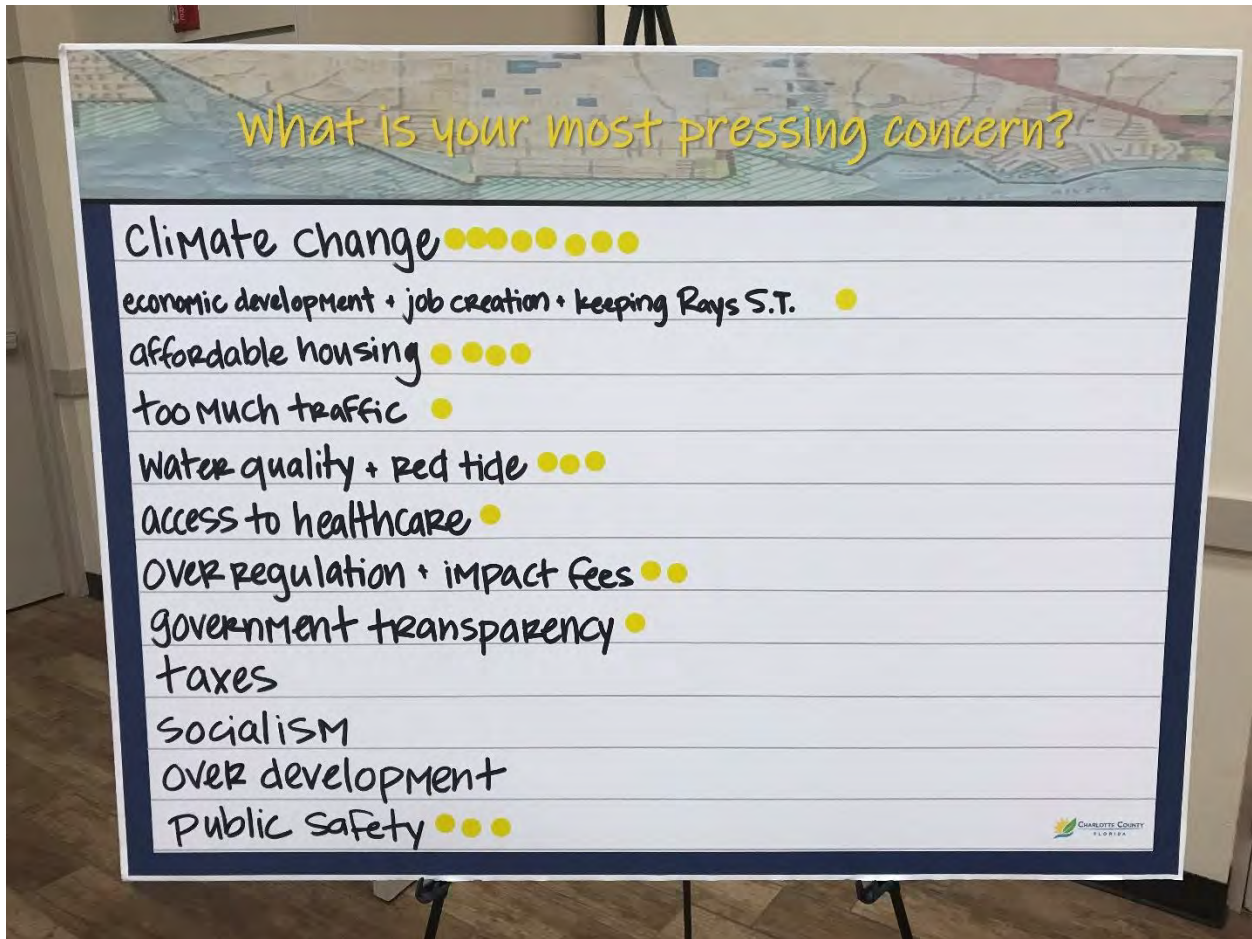 What is your most pressing concern?
Climate change
economic development + job creation + keeping Rays S.T.
affordable housing
too much traffic
water quality + red tide
access to healthcare
over regulation + impact fees
government transparency
taxes
socialism
over development
public safety
CHARLOTTE COUNTY
FLORIDA